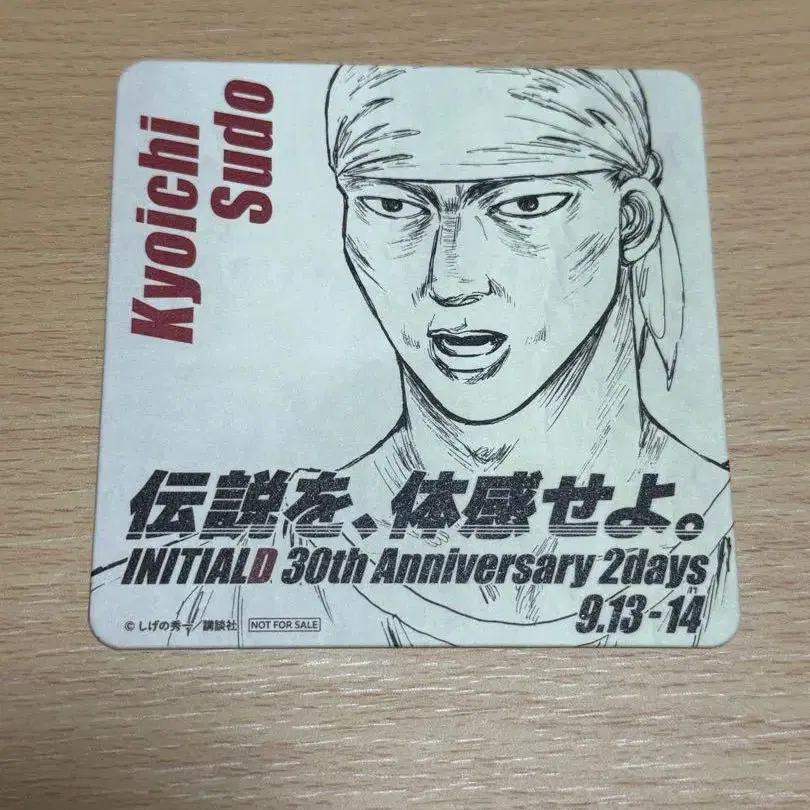 Kyoichi
Sudo
伝説を、体感せよ。
INITIALD 30th Anniversary 2days
9.13-14
©しげの秀一／講談社 NOT FOR SALE